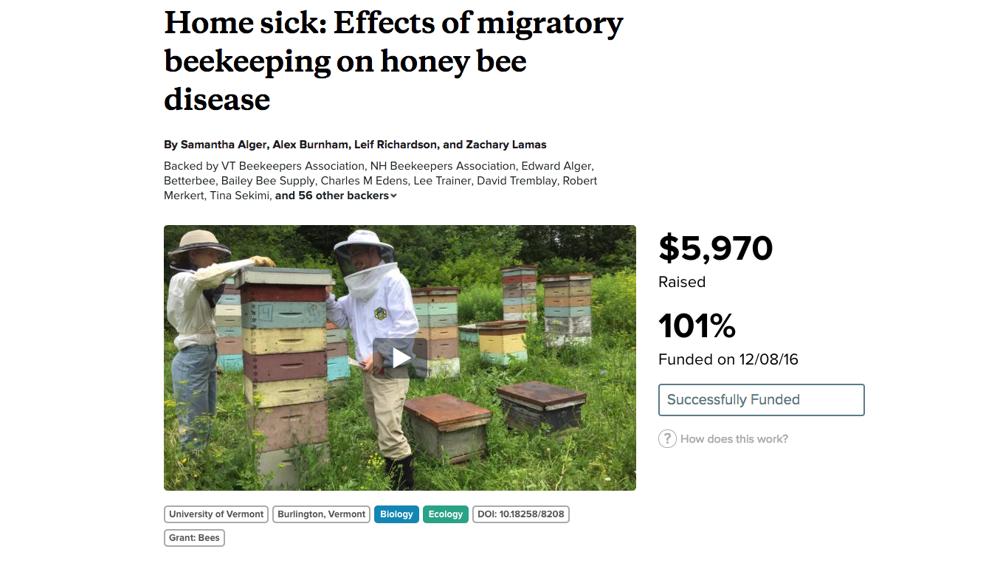 Home sick: Effects of migratory
beekeeping on honey bee
disease
By Samantha Alger, Alex Burnham, Leif Richardson, and Zachary Lamas
Backed by VT Beekeepers Association, NH Beekeepers Association, Edward Alger,
Betterbee, Bailey Bee Supply, Charles M Edens, Lee Trainer, David Tremblay, Robert
Merkert, Tina Sekimi, and 56 other backers
$5,970
Raised
101%
Funded on 12/08/16
Successfully Funded
? How does this work?
University of Vermont Burlington, Vermont Biology Ecology DOI: 10.18258/8208
Grant: Bees